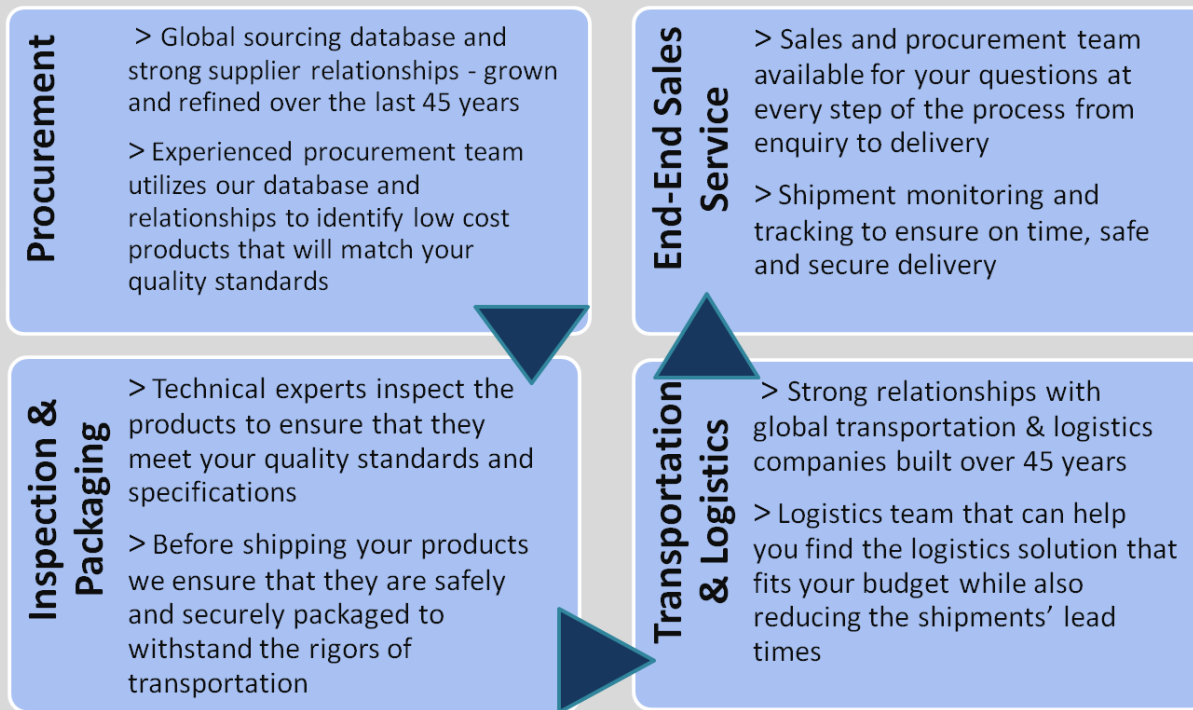 Procurement
> Global sourcing database and
strong supplier relationships - grown
and refined over the last 45 years
> Experienced procurement team
utilizes our database and
relationships to identify low cost
products that will match your
quality standards
Inspection &
Packaging
> Technical experts inspect the
products to ensure that they
meet your quality standards and
specifications
> Before shipping your products
we ensure that they are safely
and securely packaged to
withstand the rigors of
transportation
Transportation
& Logistics
> Strong relationships with
global transportation & logistics
companies built over 45 years
> Logistics team that can help
you find the logistics solution that
fits your budget while also
reducing the shipments’ lead
times
End-End Sales
Service
> Sales and procurement team
available for your questions at
every step of the process from
enquiry to delivery
> Shipment monitoring and
tracking to ensure on time, safe
and secure delivery